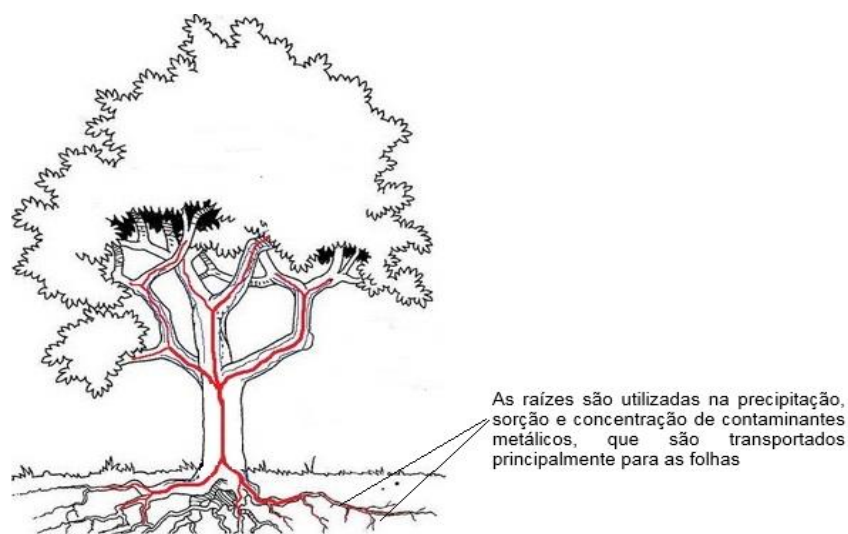 As raízes são utilizadas na precipitação,
sorção e concentração de contaminantes
metálicos, que são transportados
principalmente para as folhas